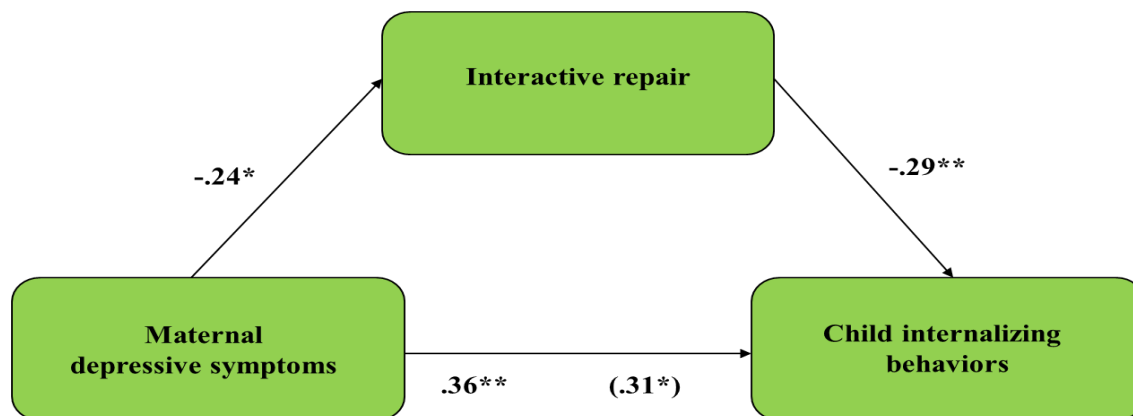 Interactive repair
-.24*
-.29**
Maternal
depressive symptoms
Child internalizing
behaviors
.36**
(.31*)